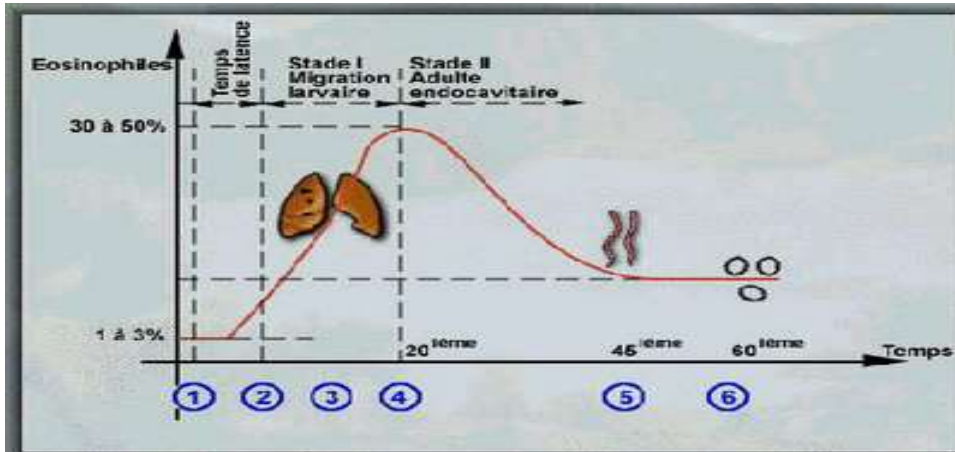 Eosinophiles
Temps
de latence
Stade I
Migration
larvaire
Stade II
Adulte
endocavitaire
30 à 50%
1 à 3%
20ième
45ième
60ième
Temps
1
2
3
4
5
6